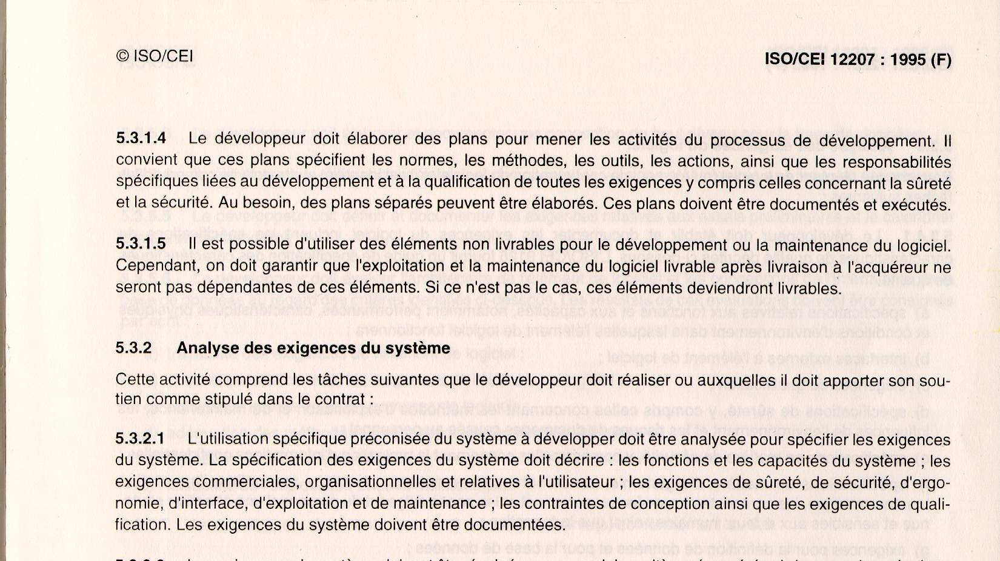 © ISO/CEI
ISO/CEI 12207 : 1995 (F)
5.3.1.4 Le développeur doit élaborer des plans pour mener les activités du processus de développement. Il
convient que ces plans spécifient les normes, les méthodes, les outils, les actions, ainsi que les responsabilités
spécifiques liées au développement et à la qualification de toutes les exigences y compris celles concernant la sûreté
et la sécurité. Au besoin, des plans séparés peuvent être élaborés. Ces plans doivent être documentés et exécutés.
5.3.1.5 Il est possible d'utiliser des éléments non livrables pour le développement ou la maintenance du logiciel.
Cependant, on doit garantir que l'exploitation et la maintenance du logiciel livrable après livraison à l'acquéreur ne
seront pas dépendantes de ces éléments. Si ce n'est pas le cas, ces éléments deviendront livrables.
5.3.2 Analyse des exigences du système
Cette activité comprend les tâches suivantes que le développeur doit réaliser ou auxquelles il doit apporter son sou-
tien comme stipulé dans le contrat :
5.3.2.1 L'utilisation spécifique préconisée du système à développer doit être analysée pour spécifier les exigences
du système. La spécification des exigences du système doit décrire : les fonctions et les capacités du système ; les
exigences commerciales, organisationnelles et relatives à l'utilisateur ; les exigences de sûreté, de sécurité, d'ergo-
nomie, d'interface, d'exploitation et de maintenance ; les contraintes de conception ainsi que les exigences de quali-
fication. Les exigences du système doivent être documentées.